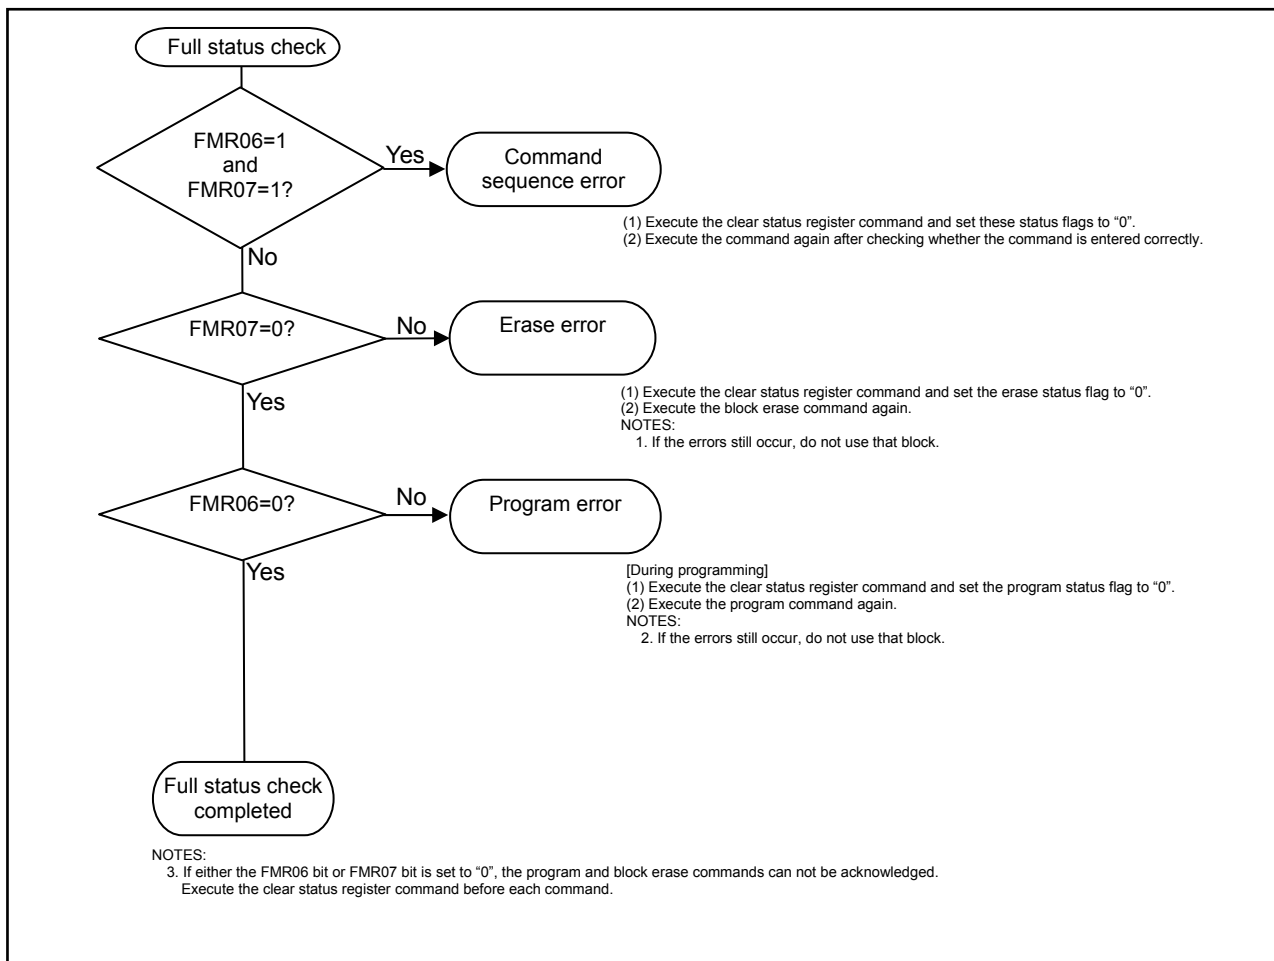 Full status check
FMR06=1
and
FMR07=1?
Yes
Command
sequence error
(1) Execute the clear status register command and set these status flags to “0”.
(2) Execute the command again after checking whether the command is entered correctly.
No
FMR07=0?
No
Erase error
(1) Execute the clear status register command and set the erase status flag to “0”.
(2) Execute the block erase command again.
NOTES:
1. If the errors still occur, do not use that block.
Yes
FMR06=0?
No
Program error
[During programming]
(1) Execute the clear status register command and set the program status flag to “0”.
(2) Execute the program command again.
NOTES:
2. If the errors still occur, do not use that block.
Yes
Full status check
completed
NOTES:
3. If either the FMR06 bit or FMR07 bit is set to “0”, the program and block erase commands can not be acknowledged.
Execute the clear status register command before each command.